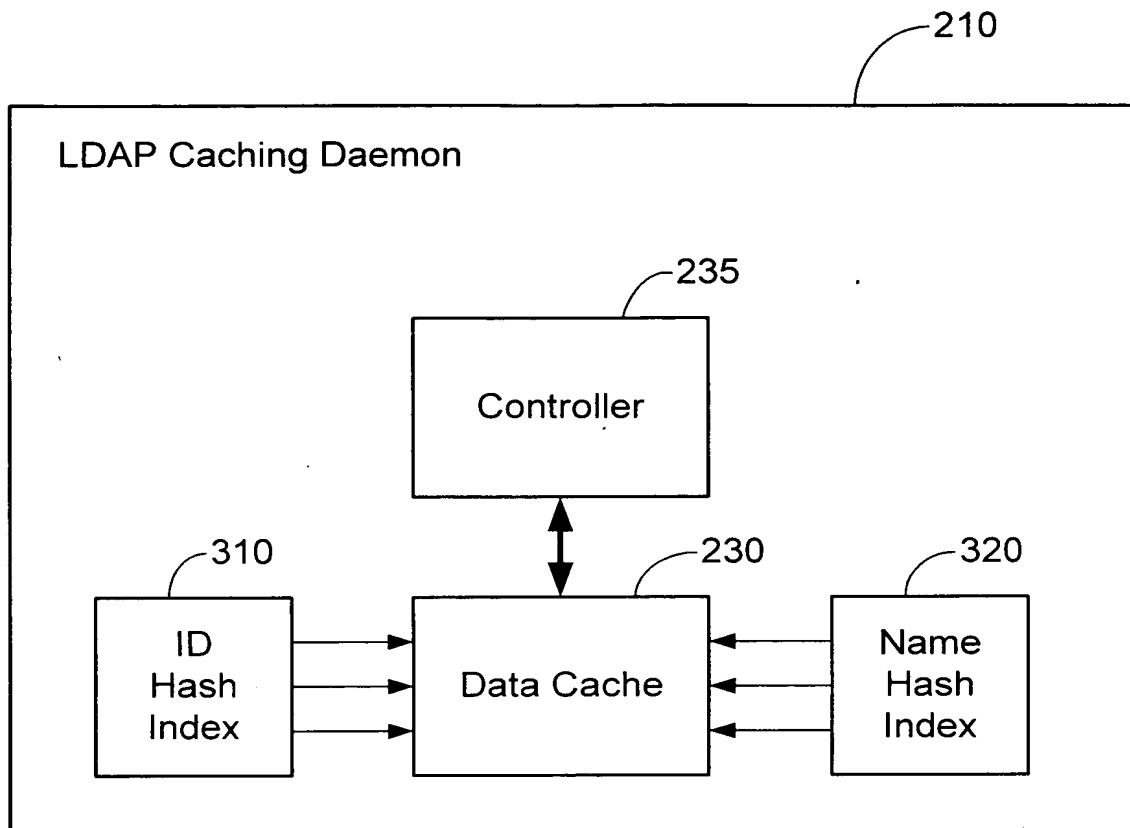 210
LDAP Caching Daemon
235
Controller
310
230
320
ID
Hash
Index
Data Cache
Name
Hash
Index